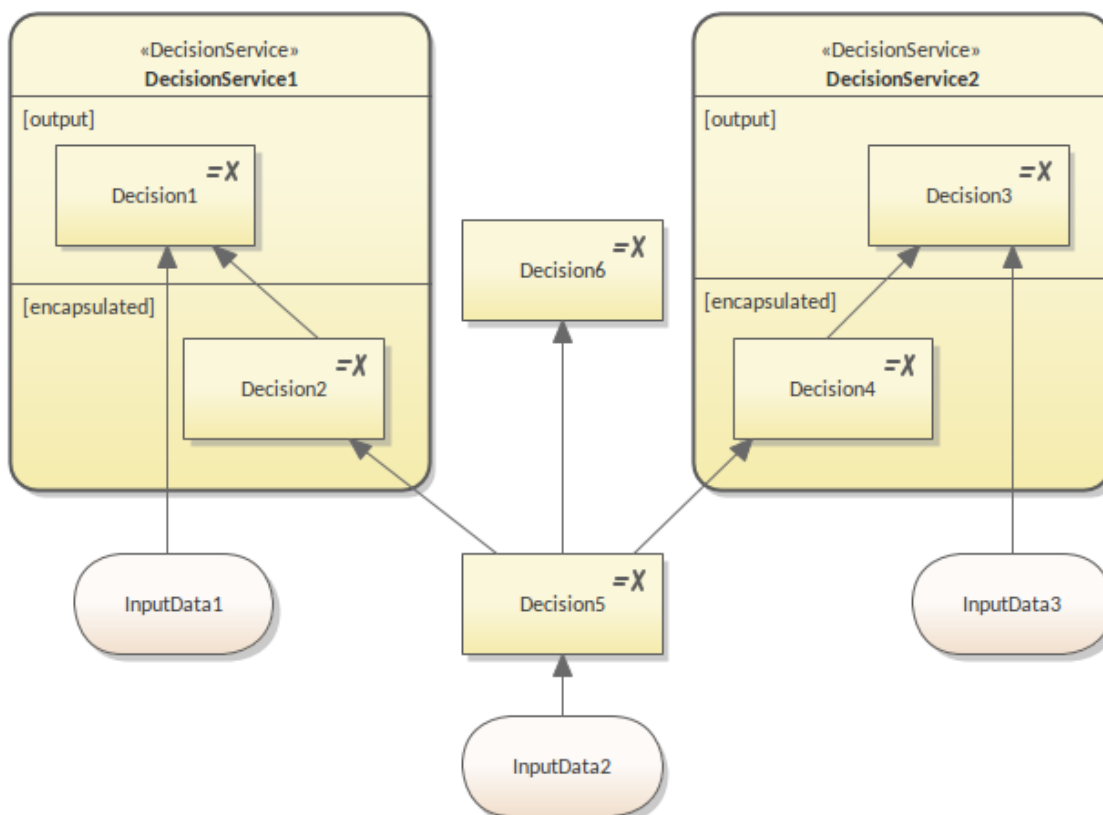 «DecisionService»
DecisionService1
[output]
=X
Decision1
[encapsulated]
=X
Decision2
=X
Decision6
«DecisionService»
DecisionService2
[output]
=X
Decision3
[encapsulated]
=X
Decision4
InputData1
=X
Decision5
InputData3
InputData2